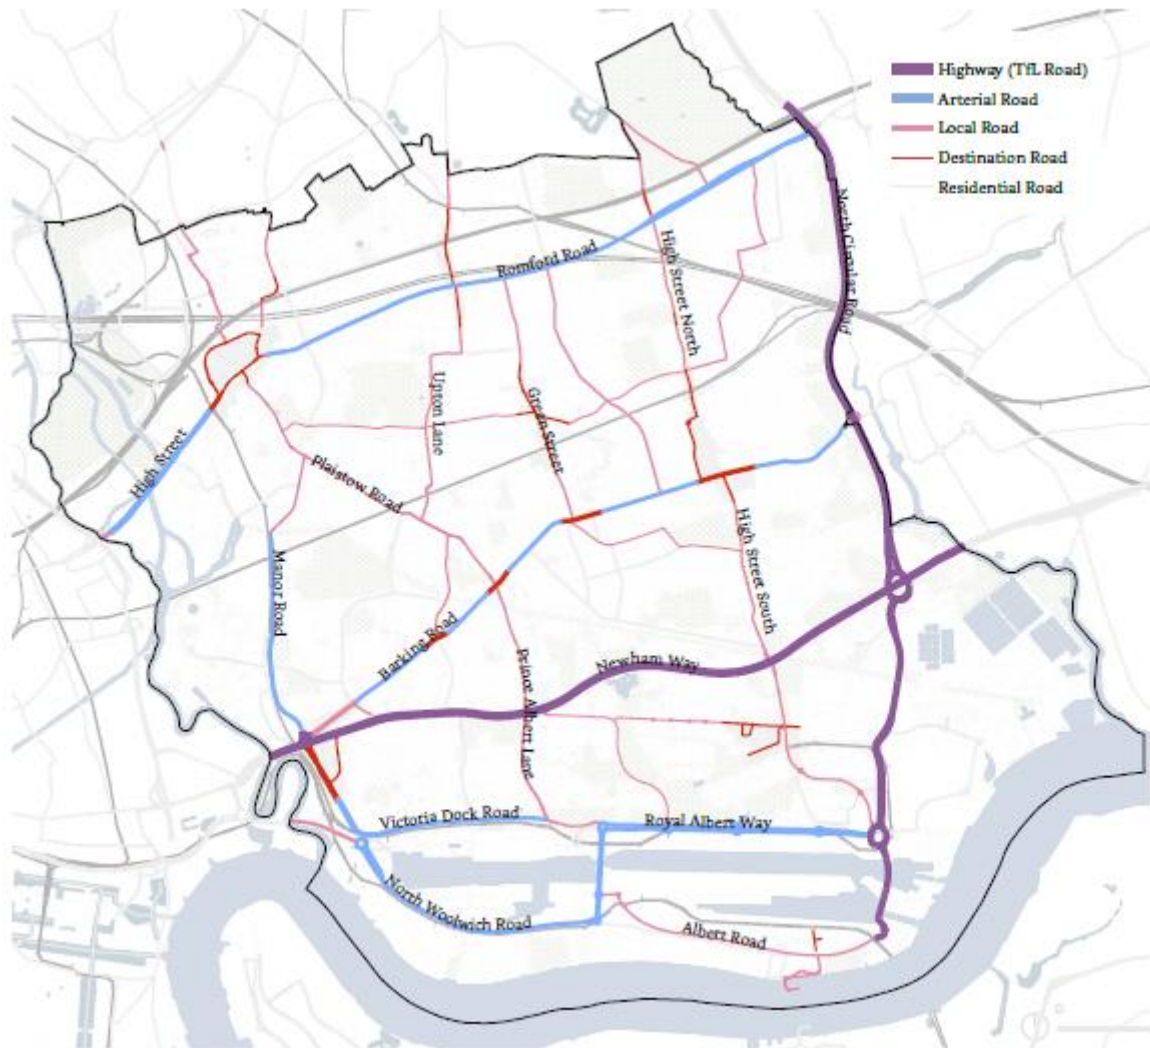 Highway (TfL Road)
Arterial Road
Local Road
Destination Road
Residential Road
North Circular Road
High Street North
Romford Road
Upton Lane
Green Street
High Street
Plaistow Road
High Street South
Manor Road
Barking Road
Newham Way
Prince Albert Lane
Victoria Dock Road
Royal Albert Way
North Woolwich Road
Albert Road